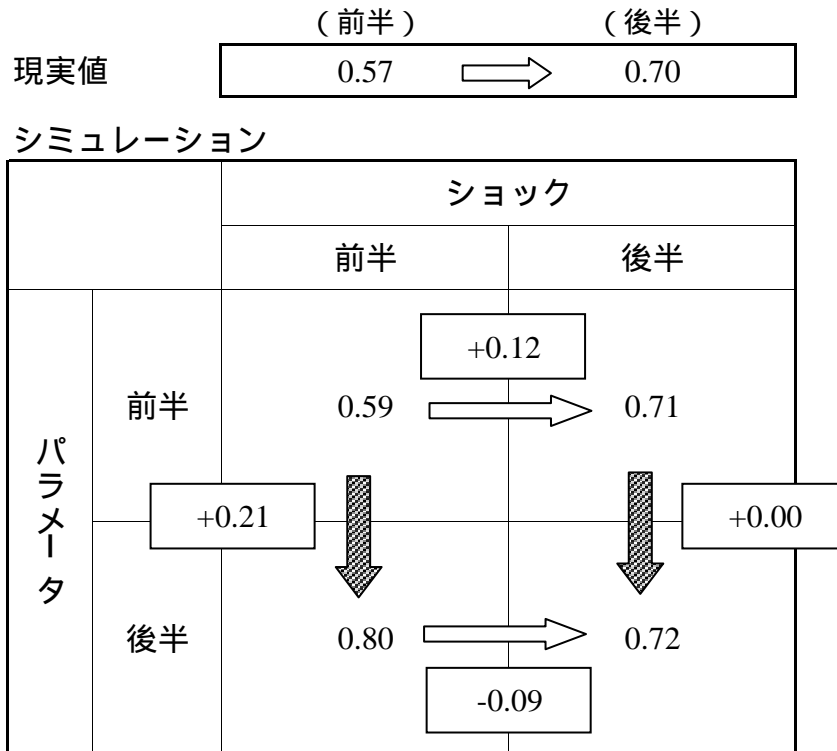 （前半） （後半）
現実値 0.57 0.70
シミュレーション
ショック
前半 後半
+0.12
前半 0.59 0.71
パラメータ
+0.21 +0.00
後半 0.80 0.72
-0.09